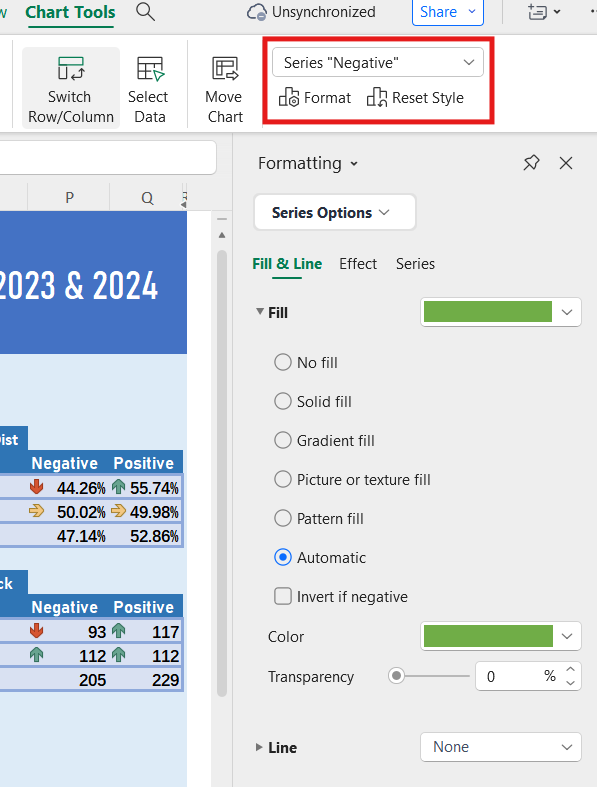 w Chart Tools Unsynchronized Share
Series "Negative"
Switch Row/Column
Select Data
Move Chart
Format Reset Style
Formatting
P Q R
Series Options
2023 & 2024
Fill & Line Effect Series
Fill
No fill
Solid fill
Gradient fill
Picture or texture fill
Pattern fill
Automatic
Invert if negative
Color
Transparency 0 %
Line None
ist
Negative Positive
44.26% 55.74%
50.02% 49.98%
47.14% 52.86%
ck
Negative Positive
93 117
112 112
205 229